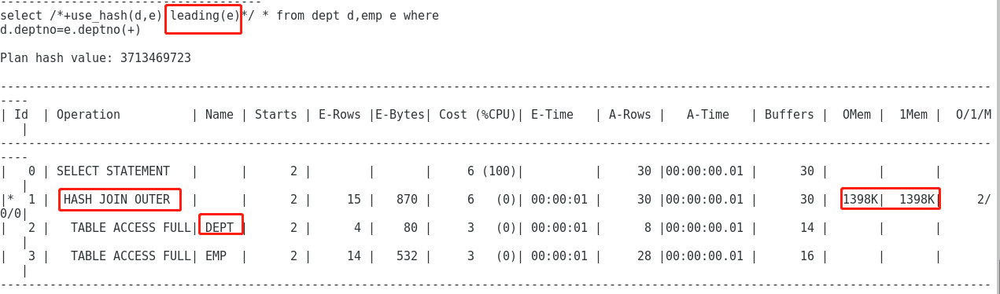 -------------------------------------
select /*+use_hash(d,e) leading(e)*/ * from dept d,emp e where
d.deptno=e.deptno(+)
Plan hash value: 3713469723
--------------------------------------------------------------------------------------------------------------------------------------------
----
| Id  | Operation          | Name | Starts | E-Rows |E-Bytes| Cost (%CPU)| E-Time   | A-Rows |   A-Time   | Buffers |  OMem |  1Mem |  O/1/M
   |
--------------------------------------------------------------------------------------------------------------------------------------------
----
|   0 | SELECT STATEMENT   |      |      2 |        |       |     6 (100)|          |     30 |00:00:00.01 |      30 |       |       |
   |
|*  1 |  HASH JOIN OUTER   |      |      2 |     15 |   870 |     6   (0)| 00:00:01 |     30 |00:00:00.01 |      30 |  1398K|  1398K|     2/
0/0|
|   2 |   TABLE ACCESS FULL| DEPT |      2 |      4 |    80 |     3   (0)| 00:00:01 |      8 |00:00:00.01 |      14 |       |       |
   |
|   3 |   TABLE ACCESS FULL| EMP  |      2 |     14 |   532 |     3   (0)| 00:00:01 |     28 |00:00:00.01 |      16 |       |       |
   |
--------------------------------------------------------------------------------------------------------------------------------------------